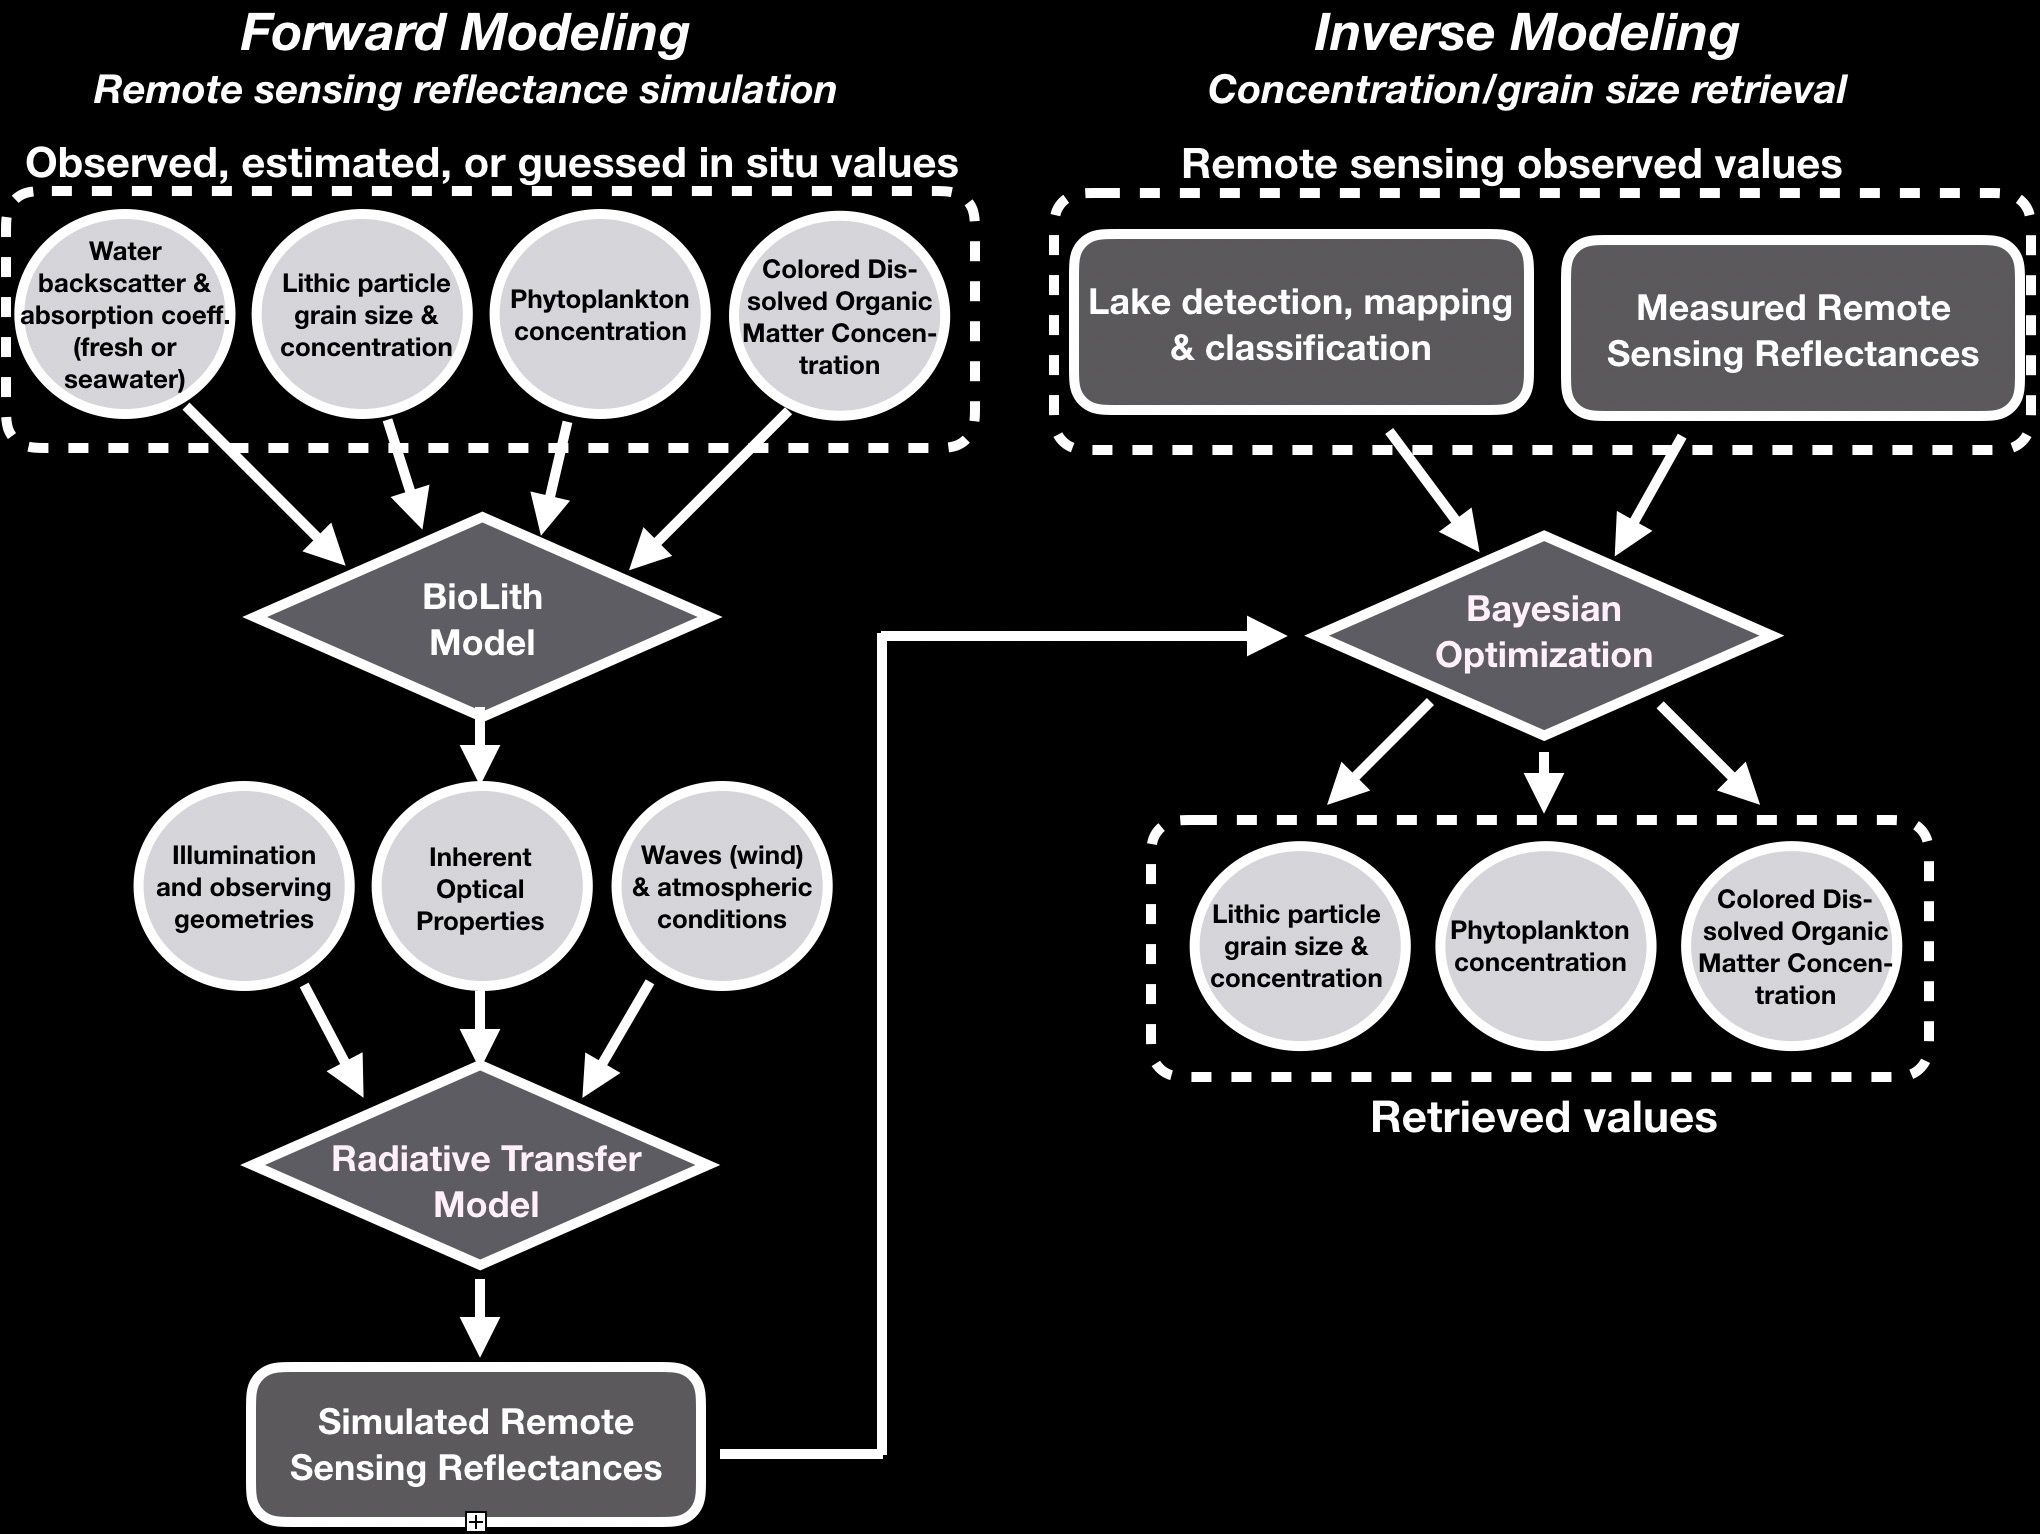 Forward Modeling
Remote sensing reflectance simulation
Observed, estimated, or guessed in situ values
Water
backscatter &
absorption coeff.
(fresh or
seawater)
Lithic particle
grain size &
concentration
Phytoplankton
concentration
Colored Dis-
solved Organic
Matter Concen-
tration
BioLith
Model
Illumination
and observing
geometries
Inherent
Optical
Properties
Waves (wind)
& atmospheric
conditions
Radiative Transfer
Model
Simulated Remote
Sensing Reflectances
Inverse Modeling
Concentration/grain size retrieval
Remote sensing observed values
Lake detection, mapping
& classification
Measured Remote
Sensing Reflectances
Bayesian
Optimization
Lithic particle
grain size &
concentration
Phytoplankton
concentration
Colored Dis-
solved Organic
Matter Concen-
tration
Retrieved values